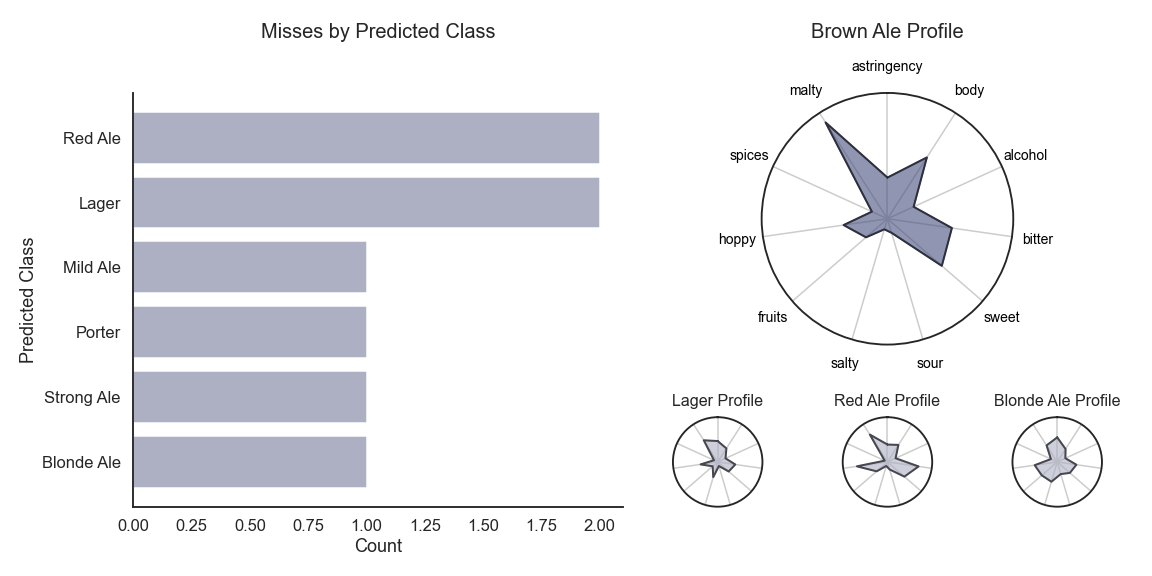 Misses by Predicted Class
Predicted Class
Red Ale
Lager
Mild Ale
Porter
Strong Ale
Blonde Ale
0.00 0.25 0.50 0.75 1.00 1.25 1.50 1.75 2.00
Count
Brown Ale Profile
astringency
malty body
spices alcohol
hoppy bitter
fruits sweet
salty sour
Lager Profile Red Ale Profile Blonde Ale Profile